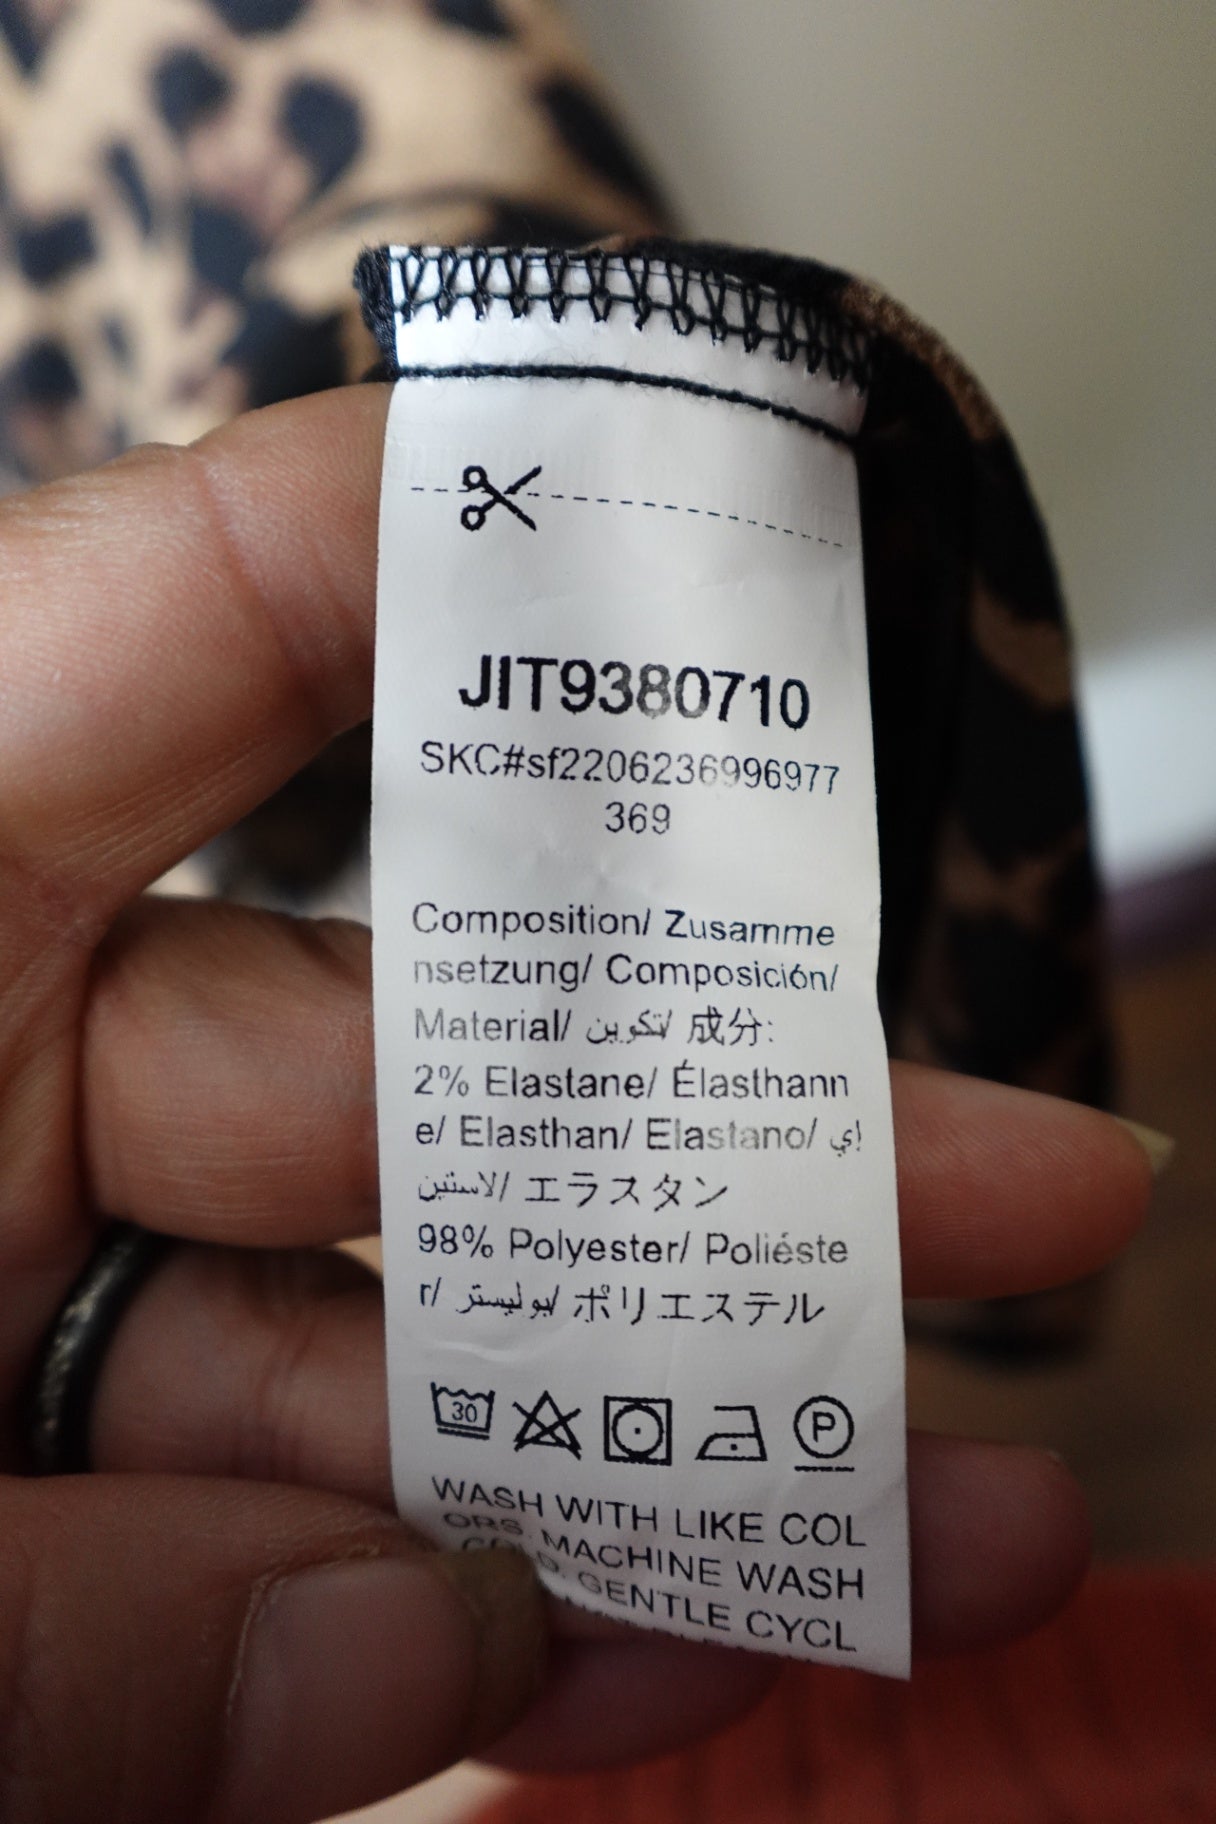 JIT9380710
SKC#sf2206236996977
369
Composition/ Zusamme
nsetzung/ Composición/
Material/ تكوين/ 成分:
2% Elastane/ Élasthann
e/ Elasthan/ Elastano/ إي
لاستين/ エラスタン
98% Polyester/ Poliéste
r/ بوليستر/ ポリエステル
30
P
WASH WITH LIKE COL
ORS. MACHINE WASH
COLD. GENTLE CYCL